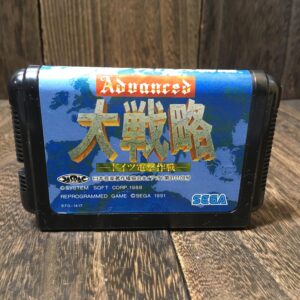 Advanced
大戦略
ドイツ電撃作戦
©SYSTEM SOFT CORP. 1988
REPROGRAMMED GAME ©SEGA 1991
SEGA